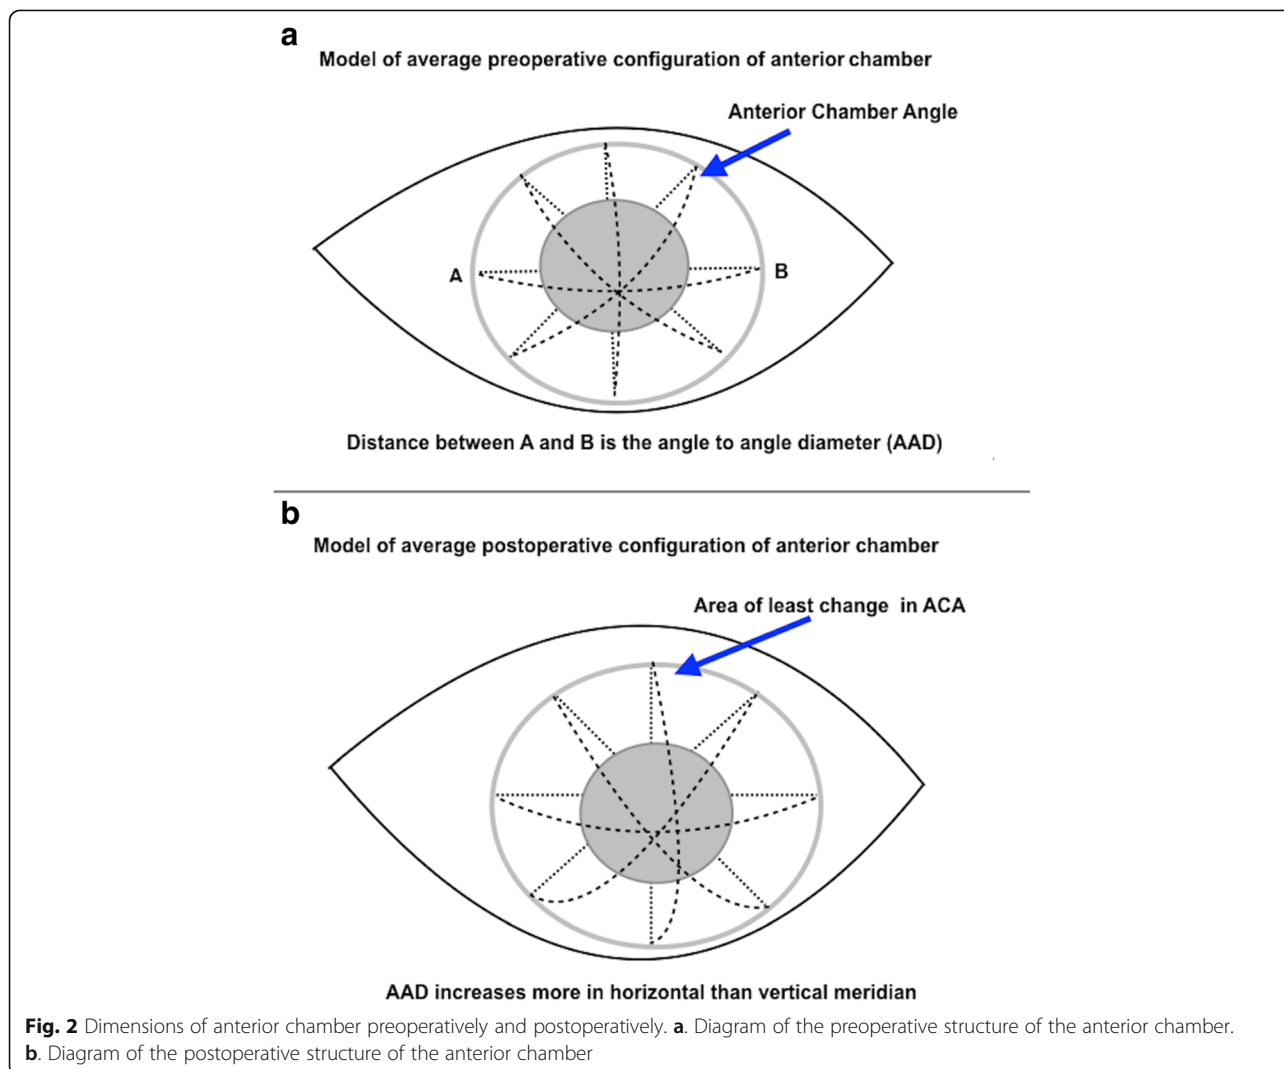 a
Model of average preoperative configuration of anterior chamber
Anterior Chamber Angle
A
B
Distance between A and B is the angle to angle diameter (AAD)
b
Model of average postoperative configuration of anterior chamber
Area of least change in ACA
AAD increases more in horizontal than vertical meridian
Fig. 2 Dimensions of anterior chamber preoperatively and postoperatively. a. Diagram of the preoperative structure of the anterior chamber.
b. Diagram of the postoperative structure of the anterior chamber